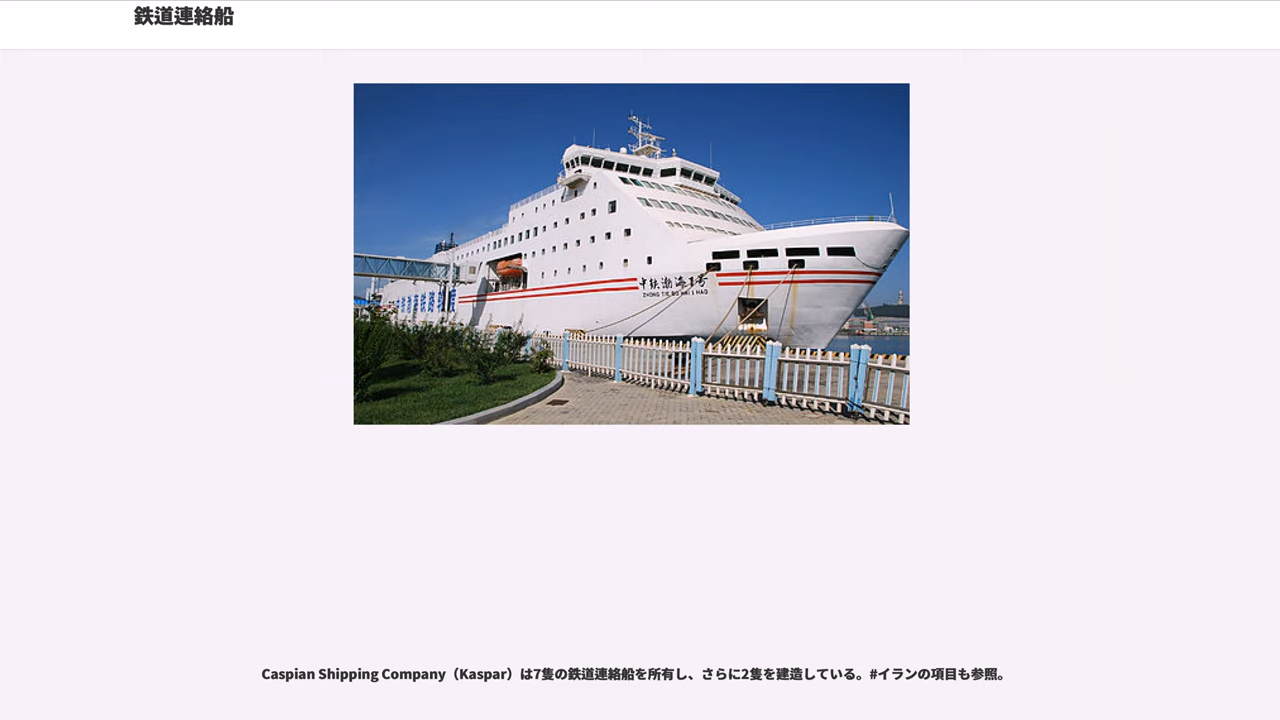 鉄道連絡船
中铁渤海1号
ZHONG TIE BO HAI 1 HAO
Caspian Shipping Company（Kaspar）は7隻の鉄道連絡船を所有し、さらに2隻を建造している。#イランの項目も参照。